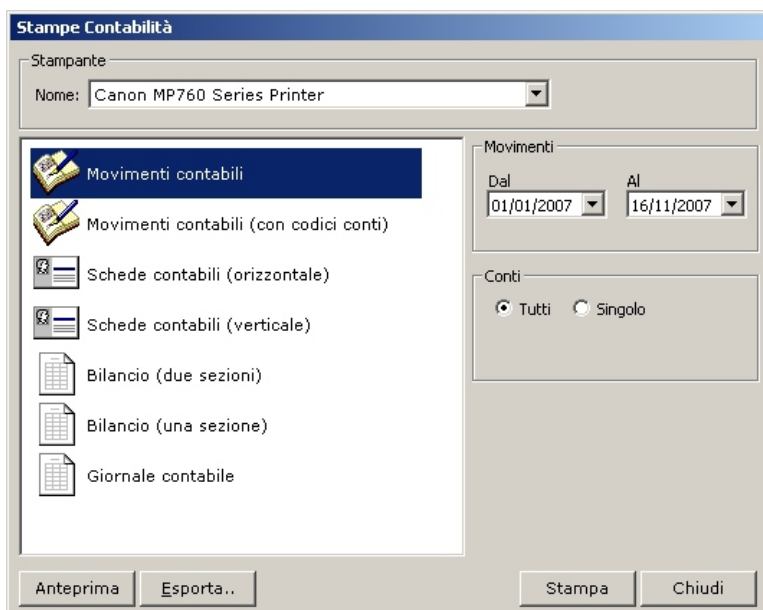 Stampe Contabilità
Stampante
Nome: Canon MP760 Series Printer
Movimenti contabili
Movimenti contabili (con codici conti)
Schede contabili (orizzontale)
Schede contabili (verticale)
Bilancio (due sezioni)
Bilancio (una sezione)
Giornale contabile
Movimenti
Dal Al
01/01/2007 16/11/2007
Conti
Tutti Singolo
Anteprima Esporta.. Stampa Chiudi